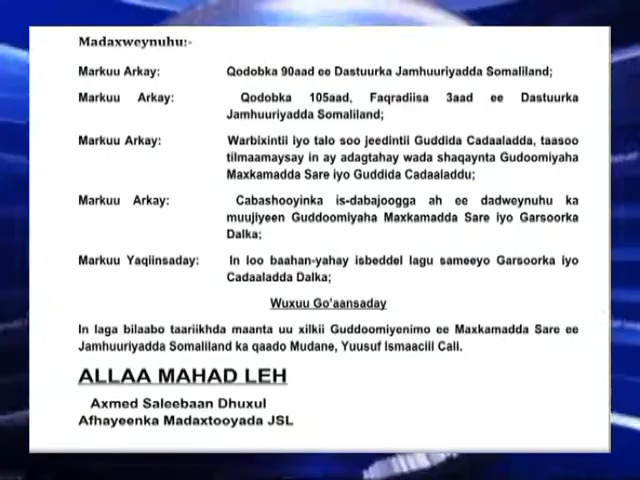 Madaxweynuhu:-
Markuu Arkay: Qodobka 90aad ee Dastuurka Jamhuuriyadda Somaliland;
Markuu Arkay: Qodobka 105aad, Faqradiisa 3aad ee Dastuurka
Jamhuuriyadda Somaliland;
Markuu Arkay: Warbixintii iyo talo soo jeedintii Guddida Cadaaladda, taasoo
tilmaamaysay in ay adagtahay wada shaqaynta Gudoomiyaha
Maxkamadda Sare iyo Guddida Cadaaladdu;
Markuu Arkay: Cabashooyinka is-dabajoogga ah ee dadweynuhu ka
muujiyeen Guddoomiyaha Maxkamadda Sare iyo Garsoorka
Dalka;
Markuu Yaqiinsaday: In loo baahan-yahay isbeddel lagu sameeyo Garsoorka iyo
Cadaaladda Dalka;
Wuxuu Go'aansaday
In laga bilaabo taariikhda maanta uu xilkii Guddoomiyenimo ee Maxkamadda Sare ee
Jamhuuriyadda Somaliland ka qaado Mudane, Yuusuf Ismaaciil Cali.
ALLAA MAHAD LEH
Axmed Saleebaan Dhuxul
Afhayeenka Madaxtooyada JSL